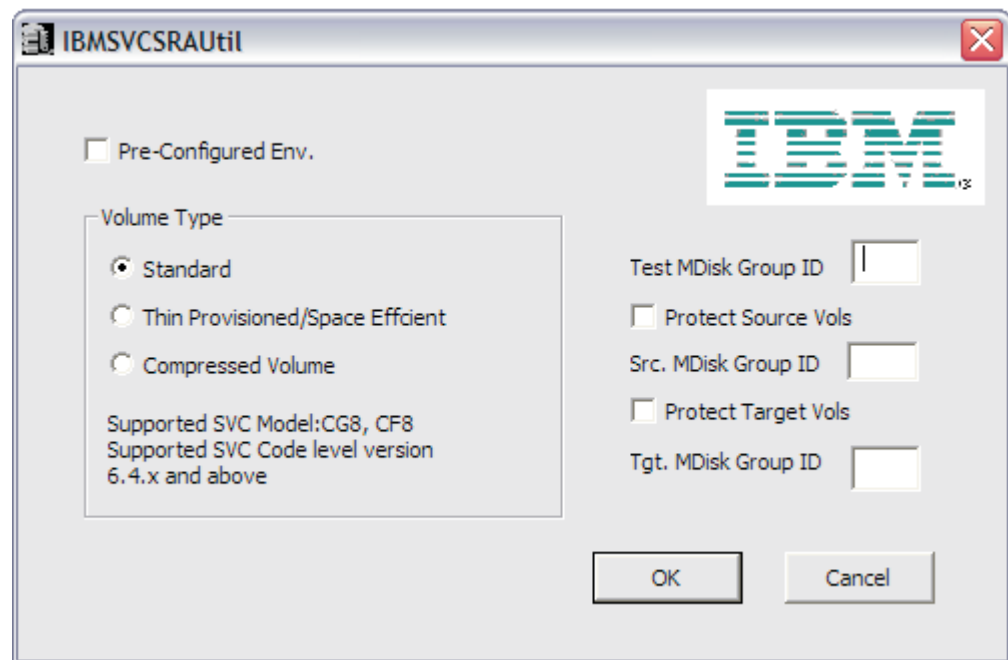 IBMSVCSRAUtil
Pre-Configured Env.
IBM®
Volume Type
Standard
Thin Provisioned/Space Effcient
Compressed Volume
Supported SVC Model:CG8, CF8
Supported SVC Code level version
6.4.x and above
Test MDisk Group ID
Protect Source Vols
Src. MDisk Group ID
Protect Target Vols
Tgt. MDisk Group ID
OK
Cancel